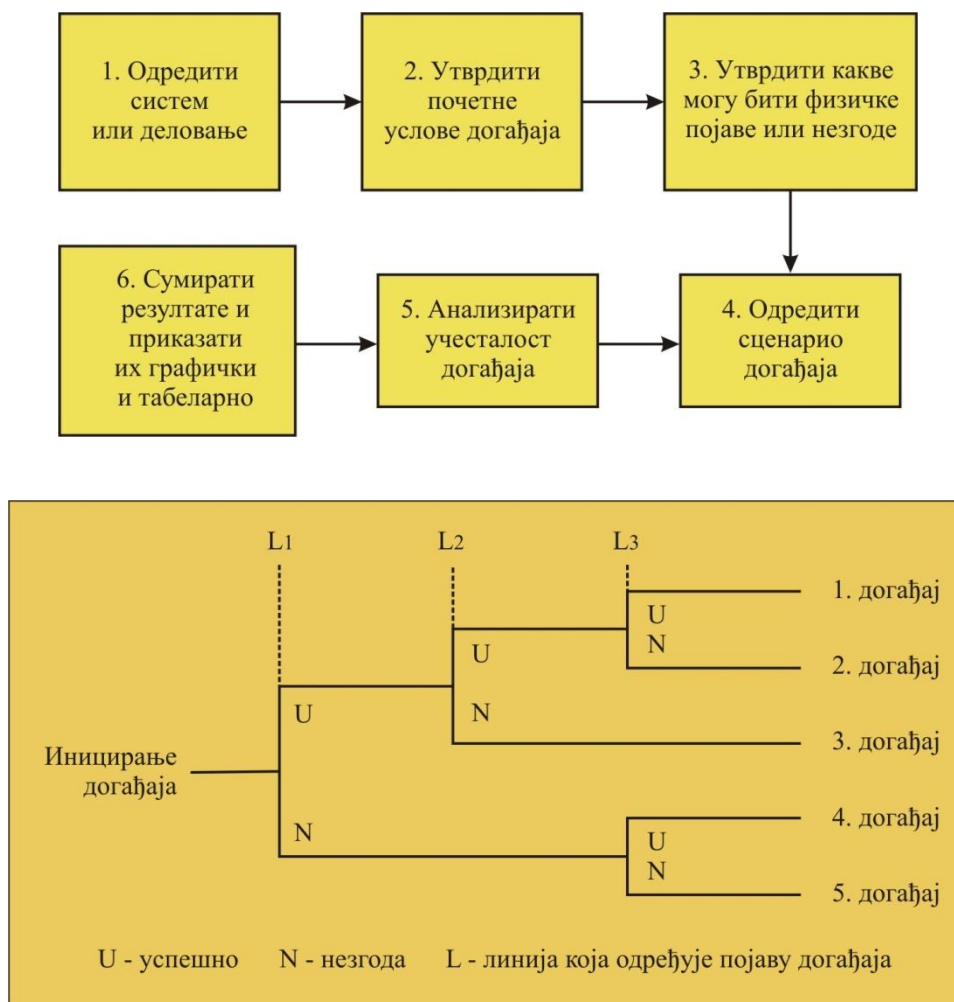 1. Одредити
систем
или деловање
2. Утврдити
почетне
услове догађаја
3. Утврдити какве
могу бити физичке
појаве или незгоде
6. Сумирати
резултате и
приказати
их графички
и табеларно
5. Анализирати
учесталост
догађаја
4. Одредити
сценарио
догађаја
L1
L2
L3
1. догађај
U
N
2. догађај
U
N
3. догађај
U
Иницирање
догађаја
N
4. догађај
U
N
5. догађај
U - успешно N - незгода L - линија која одређује појаву догађаја